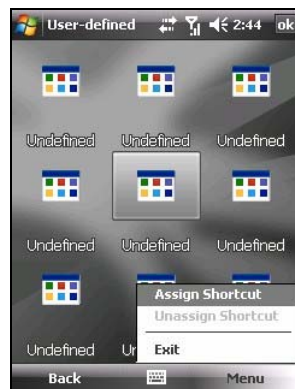 User-defined 2:44 ok
Undefined Undefined Undefined
Undefined Undefined Undefined
Assign Shortcut
Unassign Shortcut
Undefined Ur Exit
Back Menu